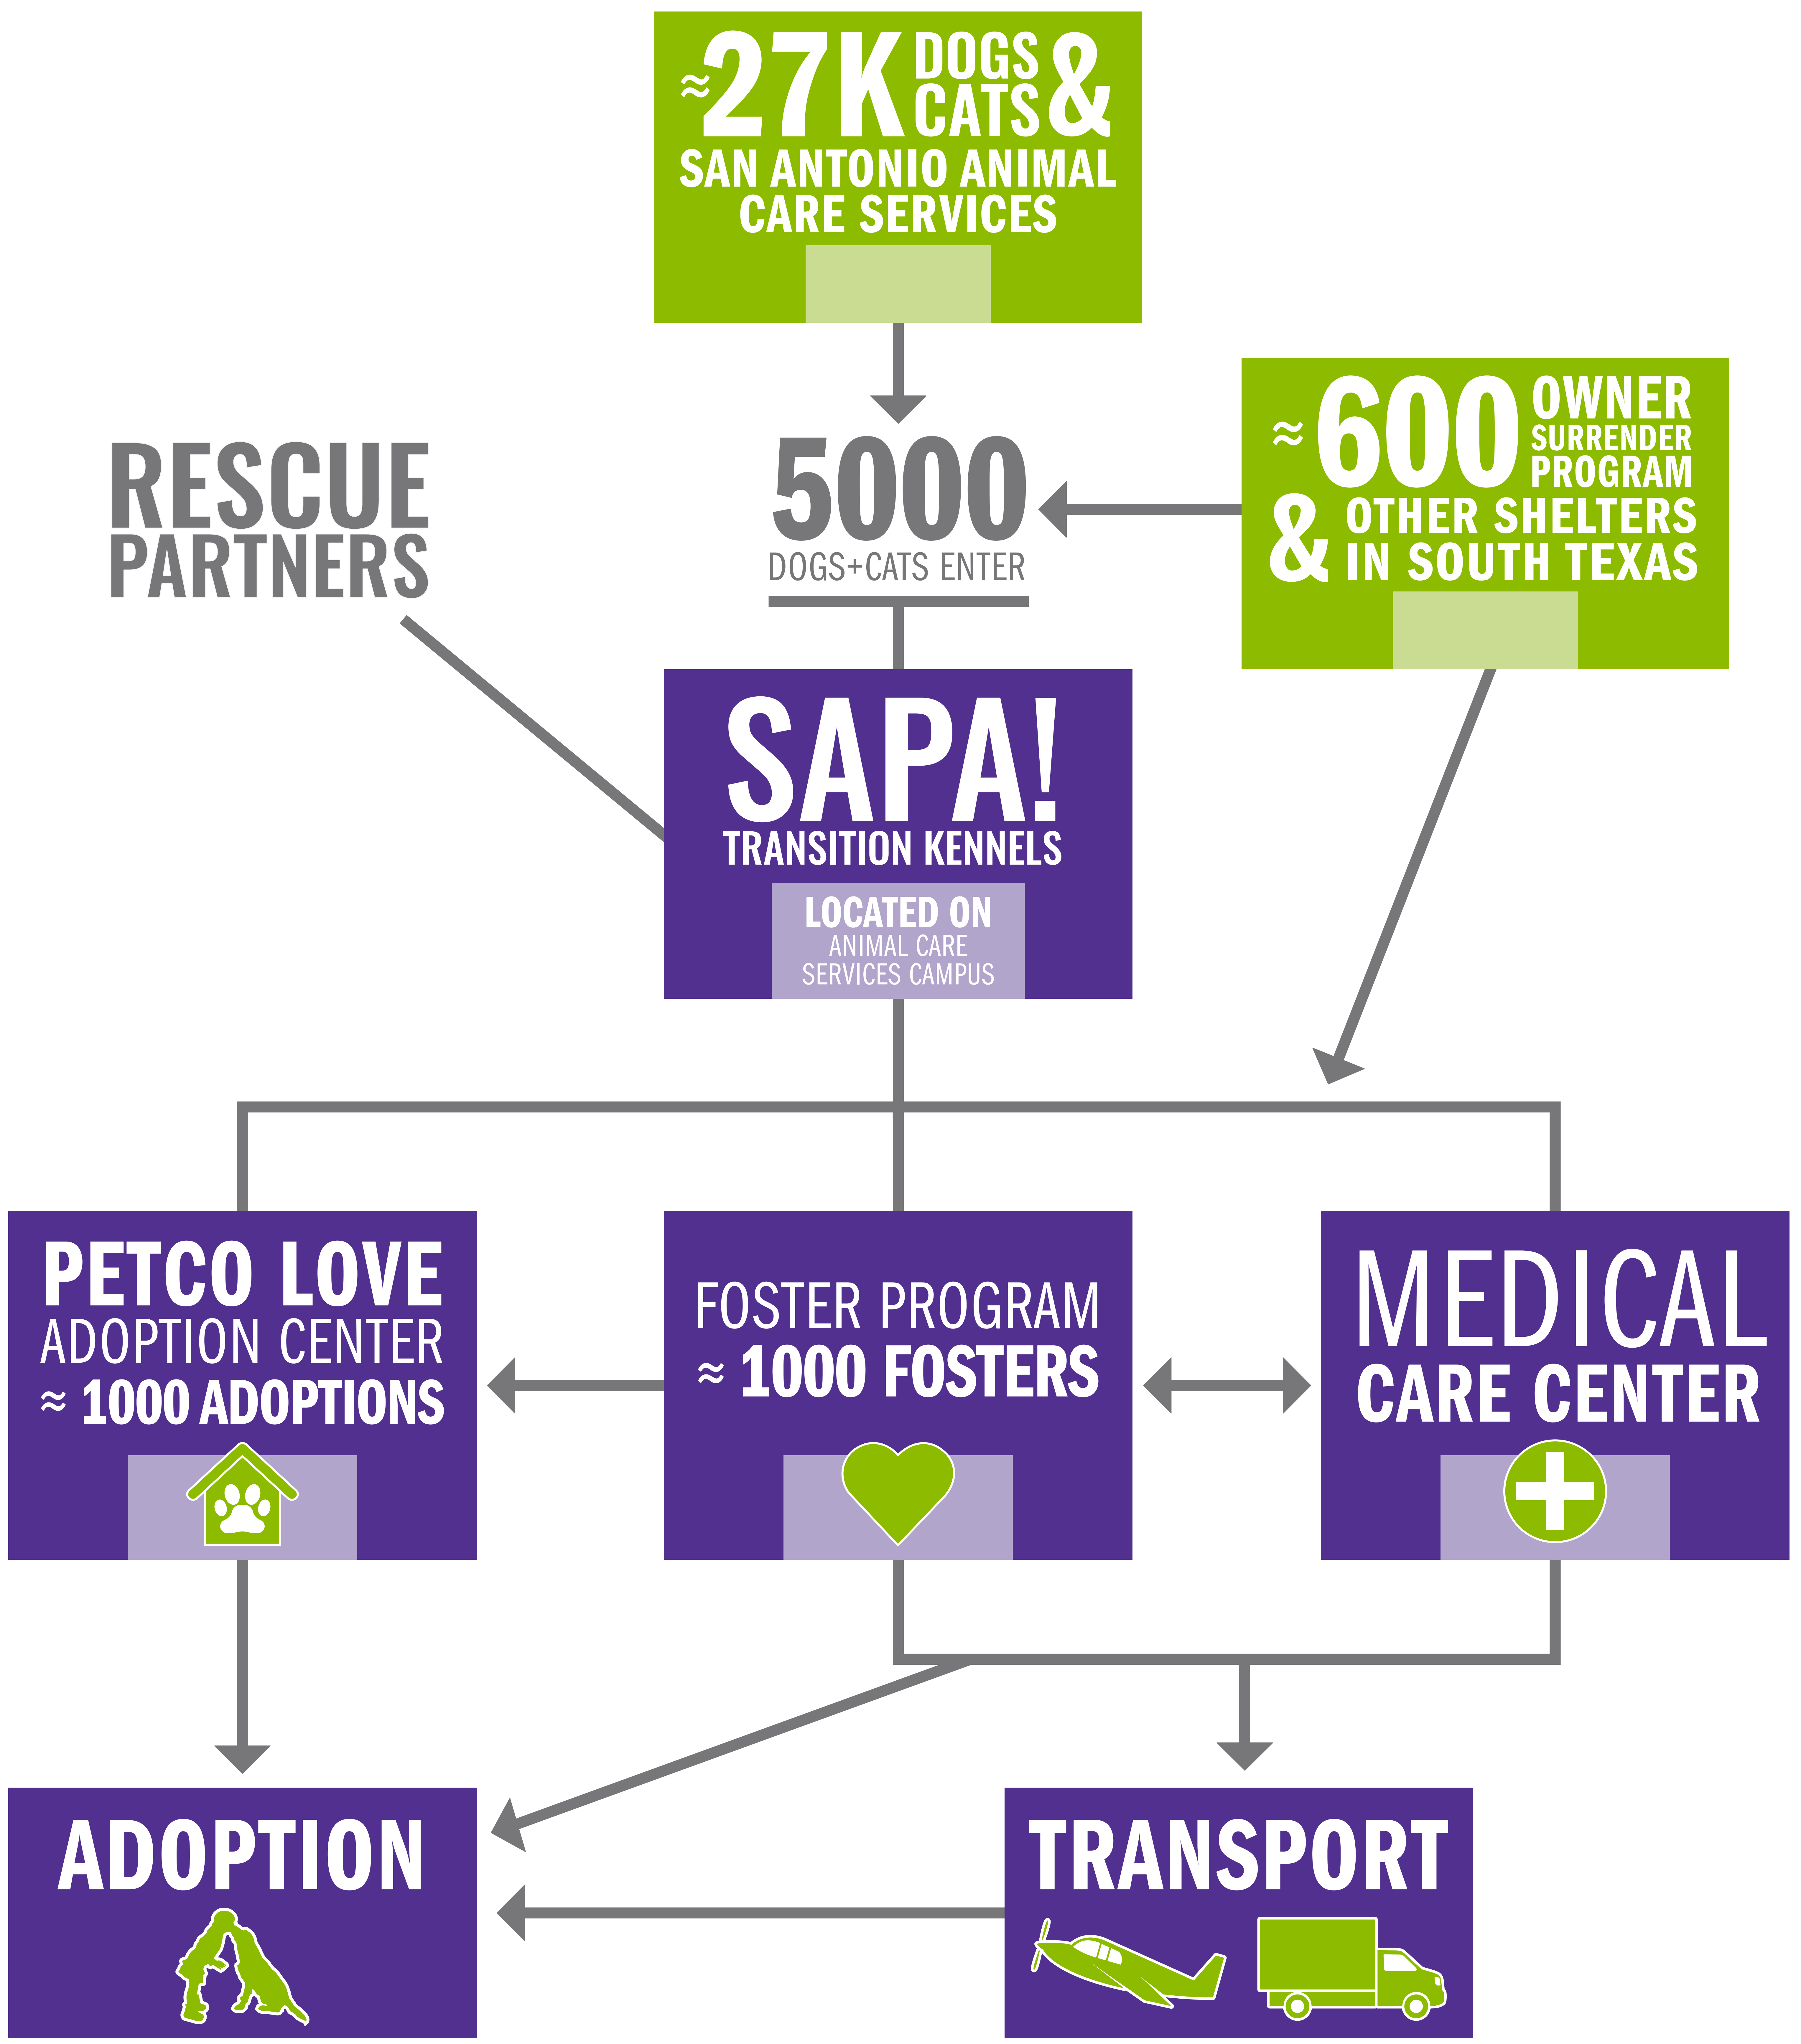 ≈27K DOGS &
CATS
SAN ANTONIO ANIMAL
CARE SERVICES
≈600 OWNER
SURRENDER
PROGRAM
& OTHER SHELTERS
IN SOUTH TEXAS
RESCUE
PARTNERS
5000
DOGS+CATS ENTER
SAPA!
TRANSITION KENNELS
LOCATED ON
ANIMAL CARE
SERVICES CAMPUS
PETCO LOVE
ADOPTION CENTER
≈ 1000 ADOPTIONS
FOSTER PROGRAM
≈ 1000 FOSTERS
MEDICAL
CARE CENTER
ADOPTION
TRANSPORT